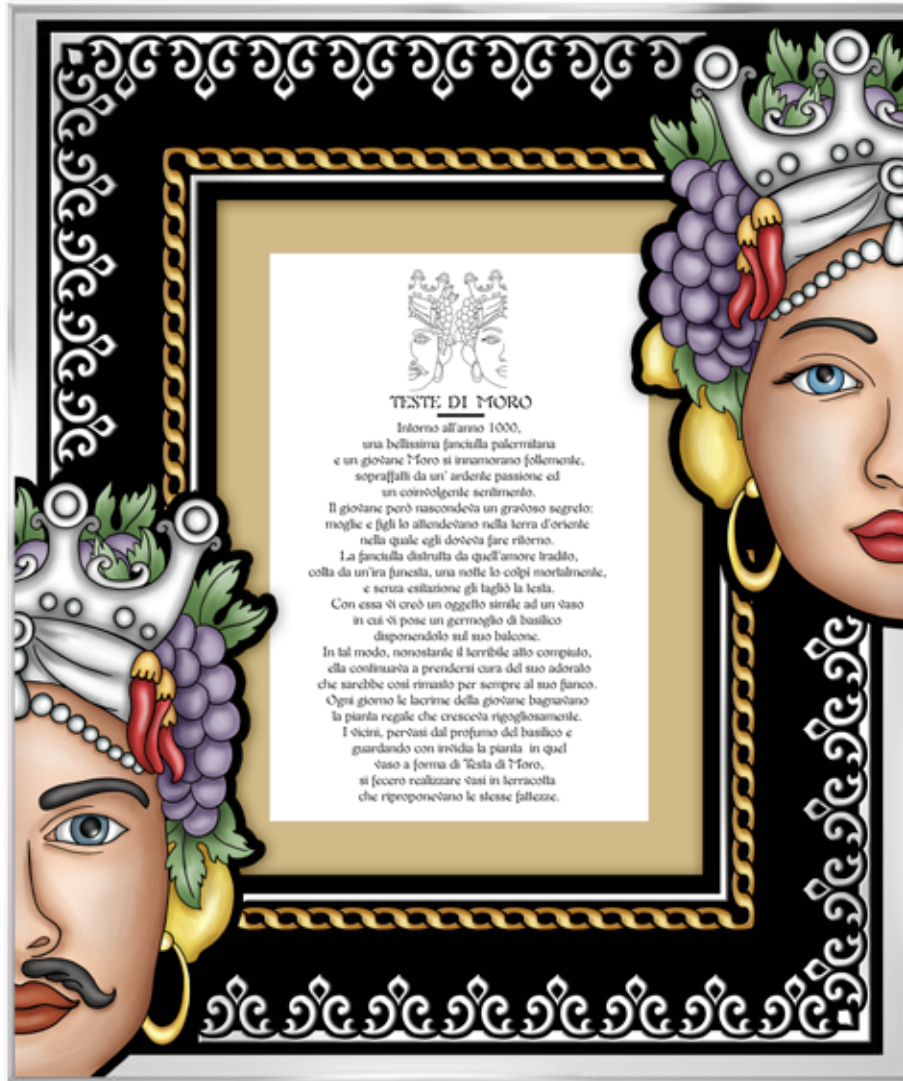 TESTE DI MORO
Intorno all'anno 1000,
una bellissima fanciulla palermitana
e un giovane Moro si innamorano follemente,
sopraffatti da un' ardente passione ed
un coinvolgente sentimento.
Il giovane però nascondeva un gravoso segreto:
moglie e figli lo attendevano nella terra d'oriente
nella quale egli doveva fare ritorno.
La fanciulla distrutta da quell'amore tradito,
colta da un'ira funesta, una notte lo colpì mortalmente,
e senza esitazione gli tagliò la testa.
Con essa vi creò un oggetto simile ad un vaso
in cui vi pose un germoglio di basilico
disponendolo sul suo balcone.
In tal modo, nonostante il terribile atto compiuto,
ella continuava a prendersi cura del suo adorato
che sarebbe così rimasto per sempre al suo fianco.
Ogni giorno le lacrime della giovane bagnavano
la pianta regale che cresceva rigogliosamente.
I vicini, pervasi dal profumo del basilico e
guardando con invidia la pianta in quel
vaso a forma di Testa di Moro,
si fecero realizzare vasi in terracotta
che riproponevano le stesse fattezze.